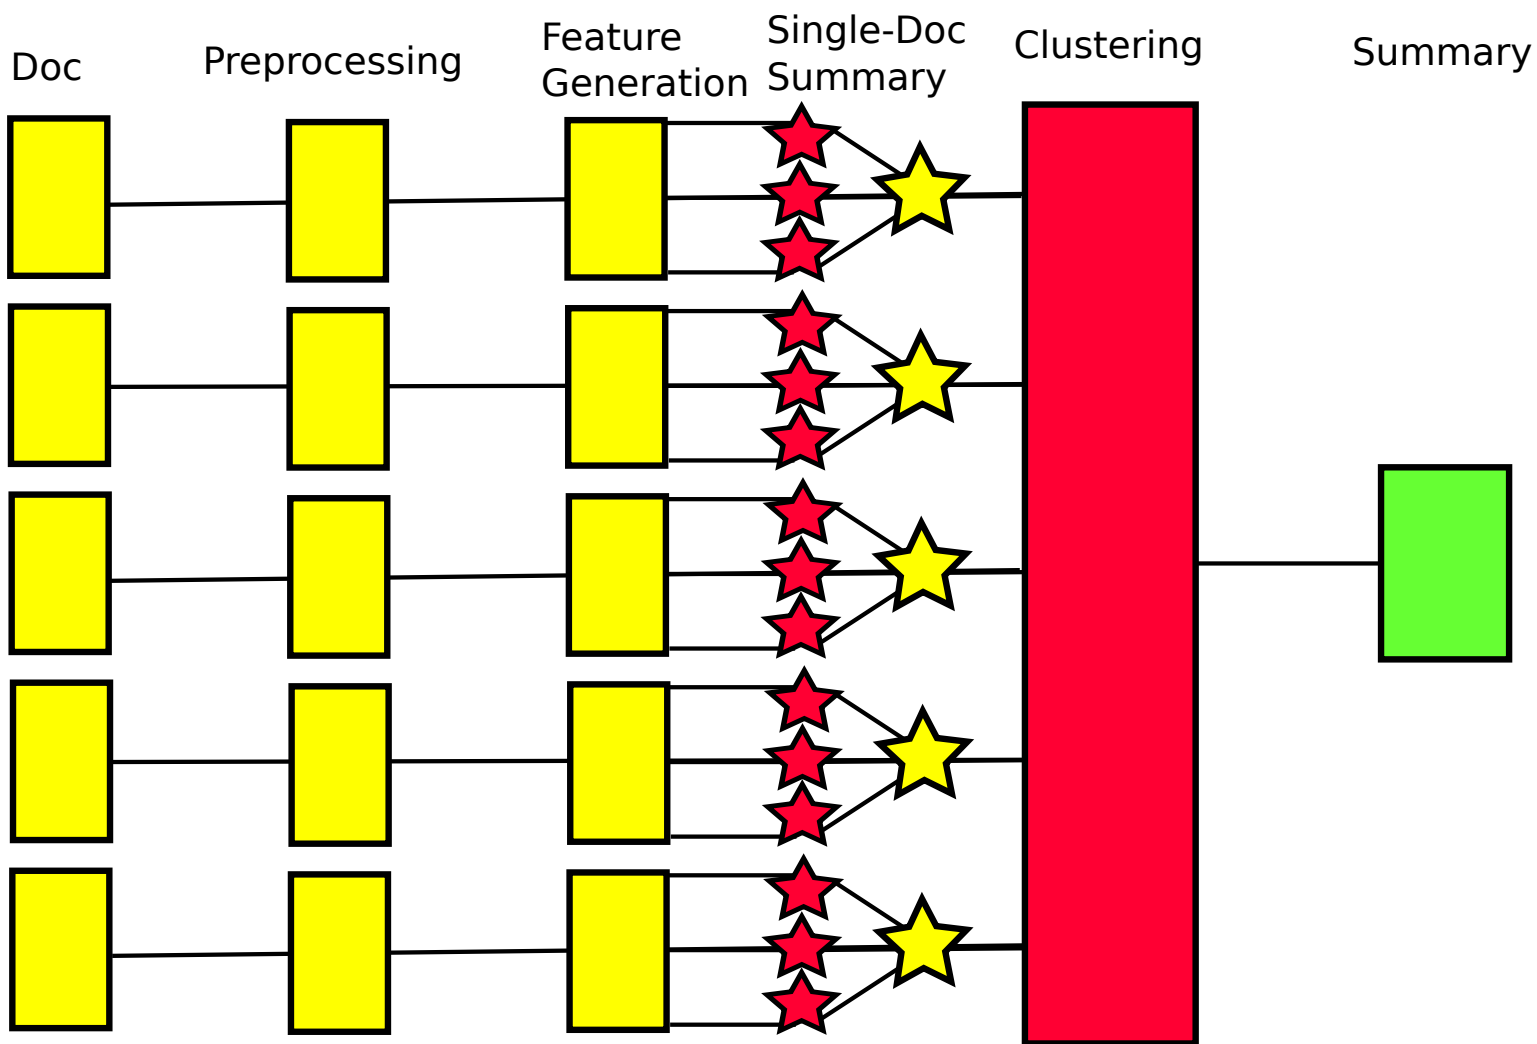 Doc
Preprocessing
Feature
Generation
Single-Doc
Summary
Clustering
Summary